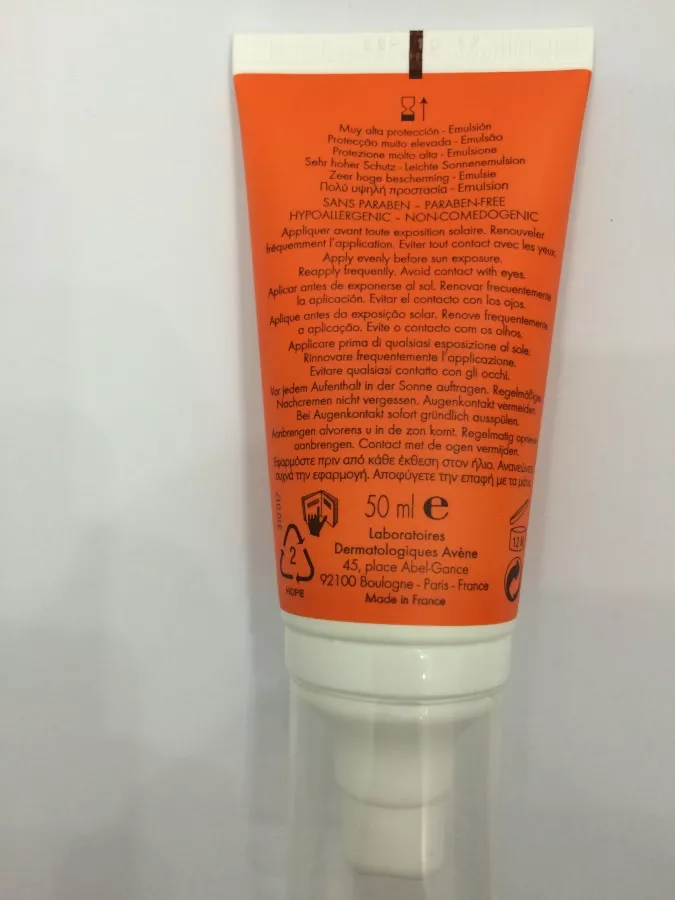 Muy alta protección - Emulsión
Protecção muito elevada - Emulsão
Protezione molto alta - Emulsione
Sehr hoher Schutz - Leichte Sonnenemulsion
Zeer hoge bescherming - Emulsie
Πολύ υψηλή προστασία - Emulsion
SANS PARABEN - PARABEN-FREE
HYPOALLERGENIC - NON-COMEDOGENIC
Appliquer avant toute exposition solaire. Renouveler
fréquemment l'application. Eviter tout contact avec les yeux.
Apply evenly before sun exposure.
Reapply frequently. Avoid contact with eyes.
Aplicar antes de exponerse al sol. Renovar frecuentemente
la aplicación. Evitar el contacto con los ojos.
Aplique antes da exposição solar. Renove frequentemente
a aplicação. Evite o contacto com os olhos.
Applicare prima di qualsiasi esposizione al sole.
Rinnovare frequentemente l'applicazione.
Evitare qualsiasi contatto con gli occhi.
Vor jedem Aufenthalt in der Sonne auftragen. Regelmäßiges
Nachcremen nicht vergessen. Augenkontakt vermeiden.
Bei Augenkontakt sofort gründlich ausspülen.
Aanbrengen alvorens u in de zon komt. Regelmatig opnieuw
aanbrengen. Contact met de ogen vermijden.
Εφαρμόστε πριν από κάθε έκθεση στον ήλιο. Ανανεώνετε
συχνά την εφαρμογή. Αποφύγετε την επαφή με τα μάτια.
310017
50 ml e
12 M
2
HDPE
Laboratoires
Dermatologiques Avène
45, place Abel-Gance
92100 Boulogne - Paris - France
Made in France